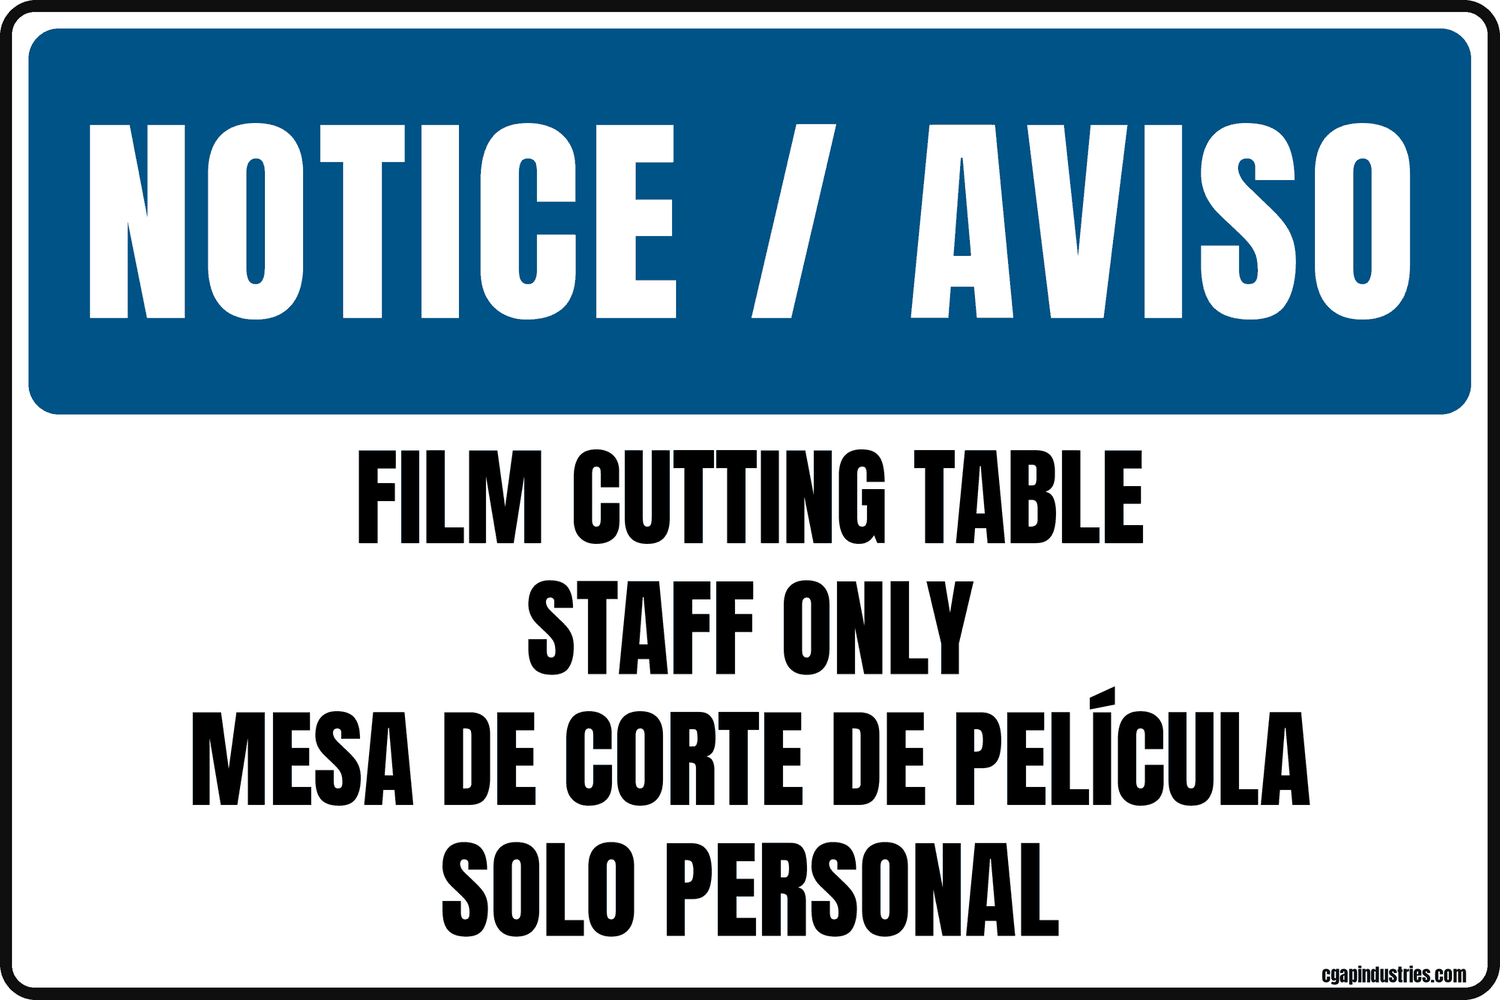 NOTICE / AVISO
FILM CUTTING TABLE
STAFF ONLY
MESA DE CORTE DE PELÍCULA
SOLO PERSONAL
cgapindustries.com